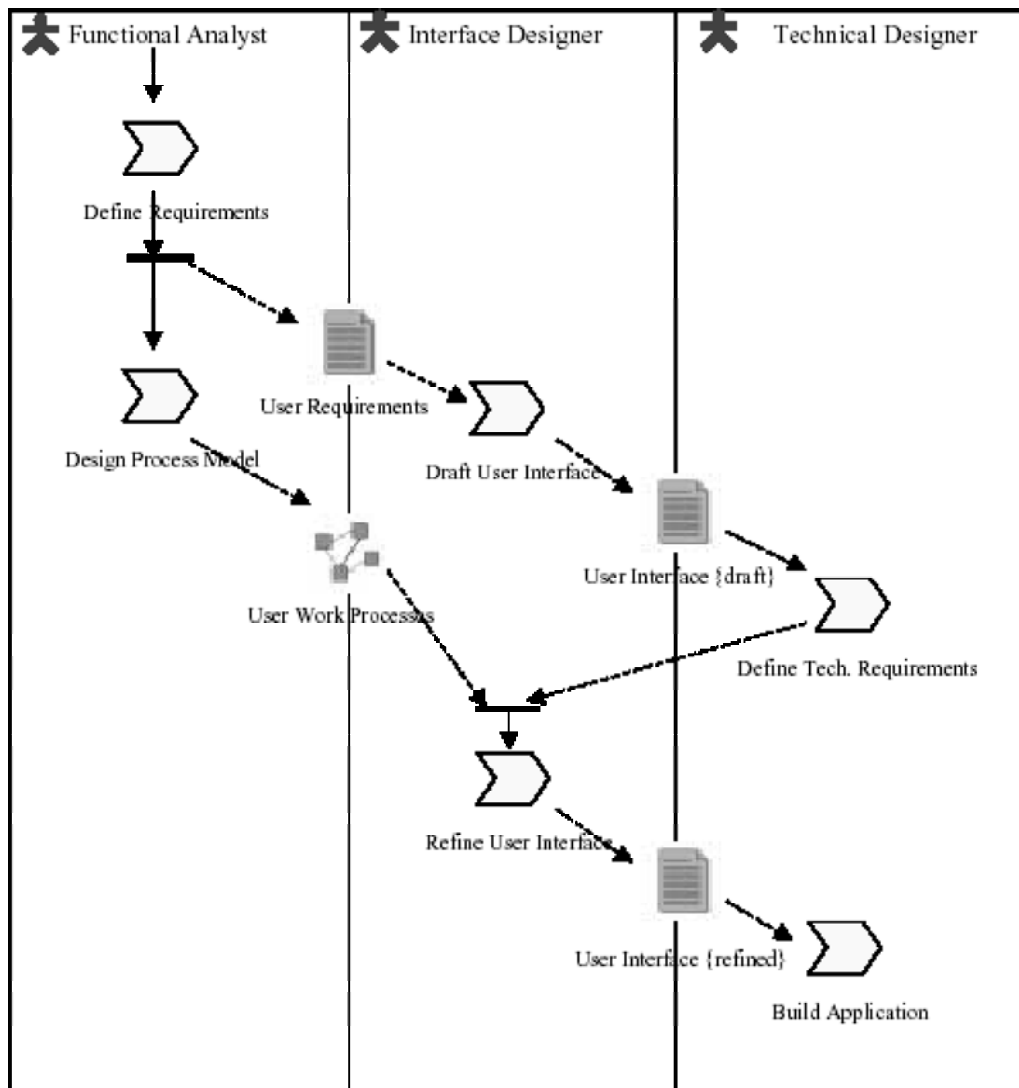 Functional Analyst
Interface Designer
Technical Designer
Define Requirements
User Requirements
Design Process Model
Draft User Interface
User Interface {draft}
User Work Processes
Define Tech. Requirements
Refine User Interface
User Interface {refined}
Build Application